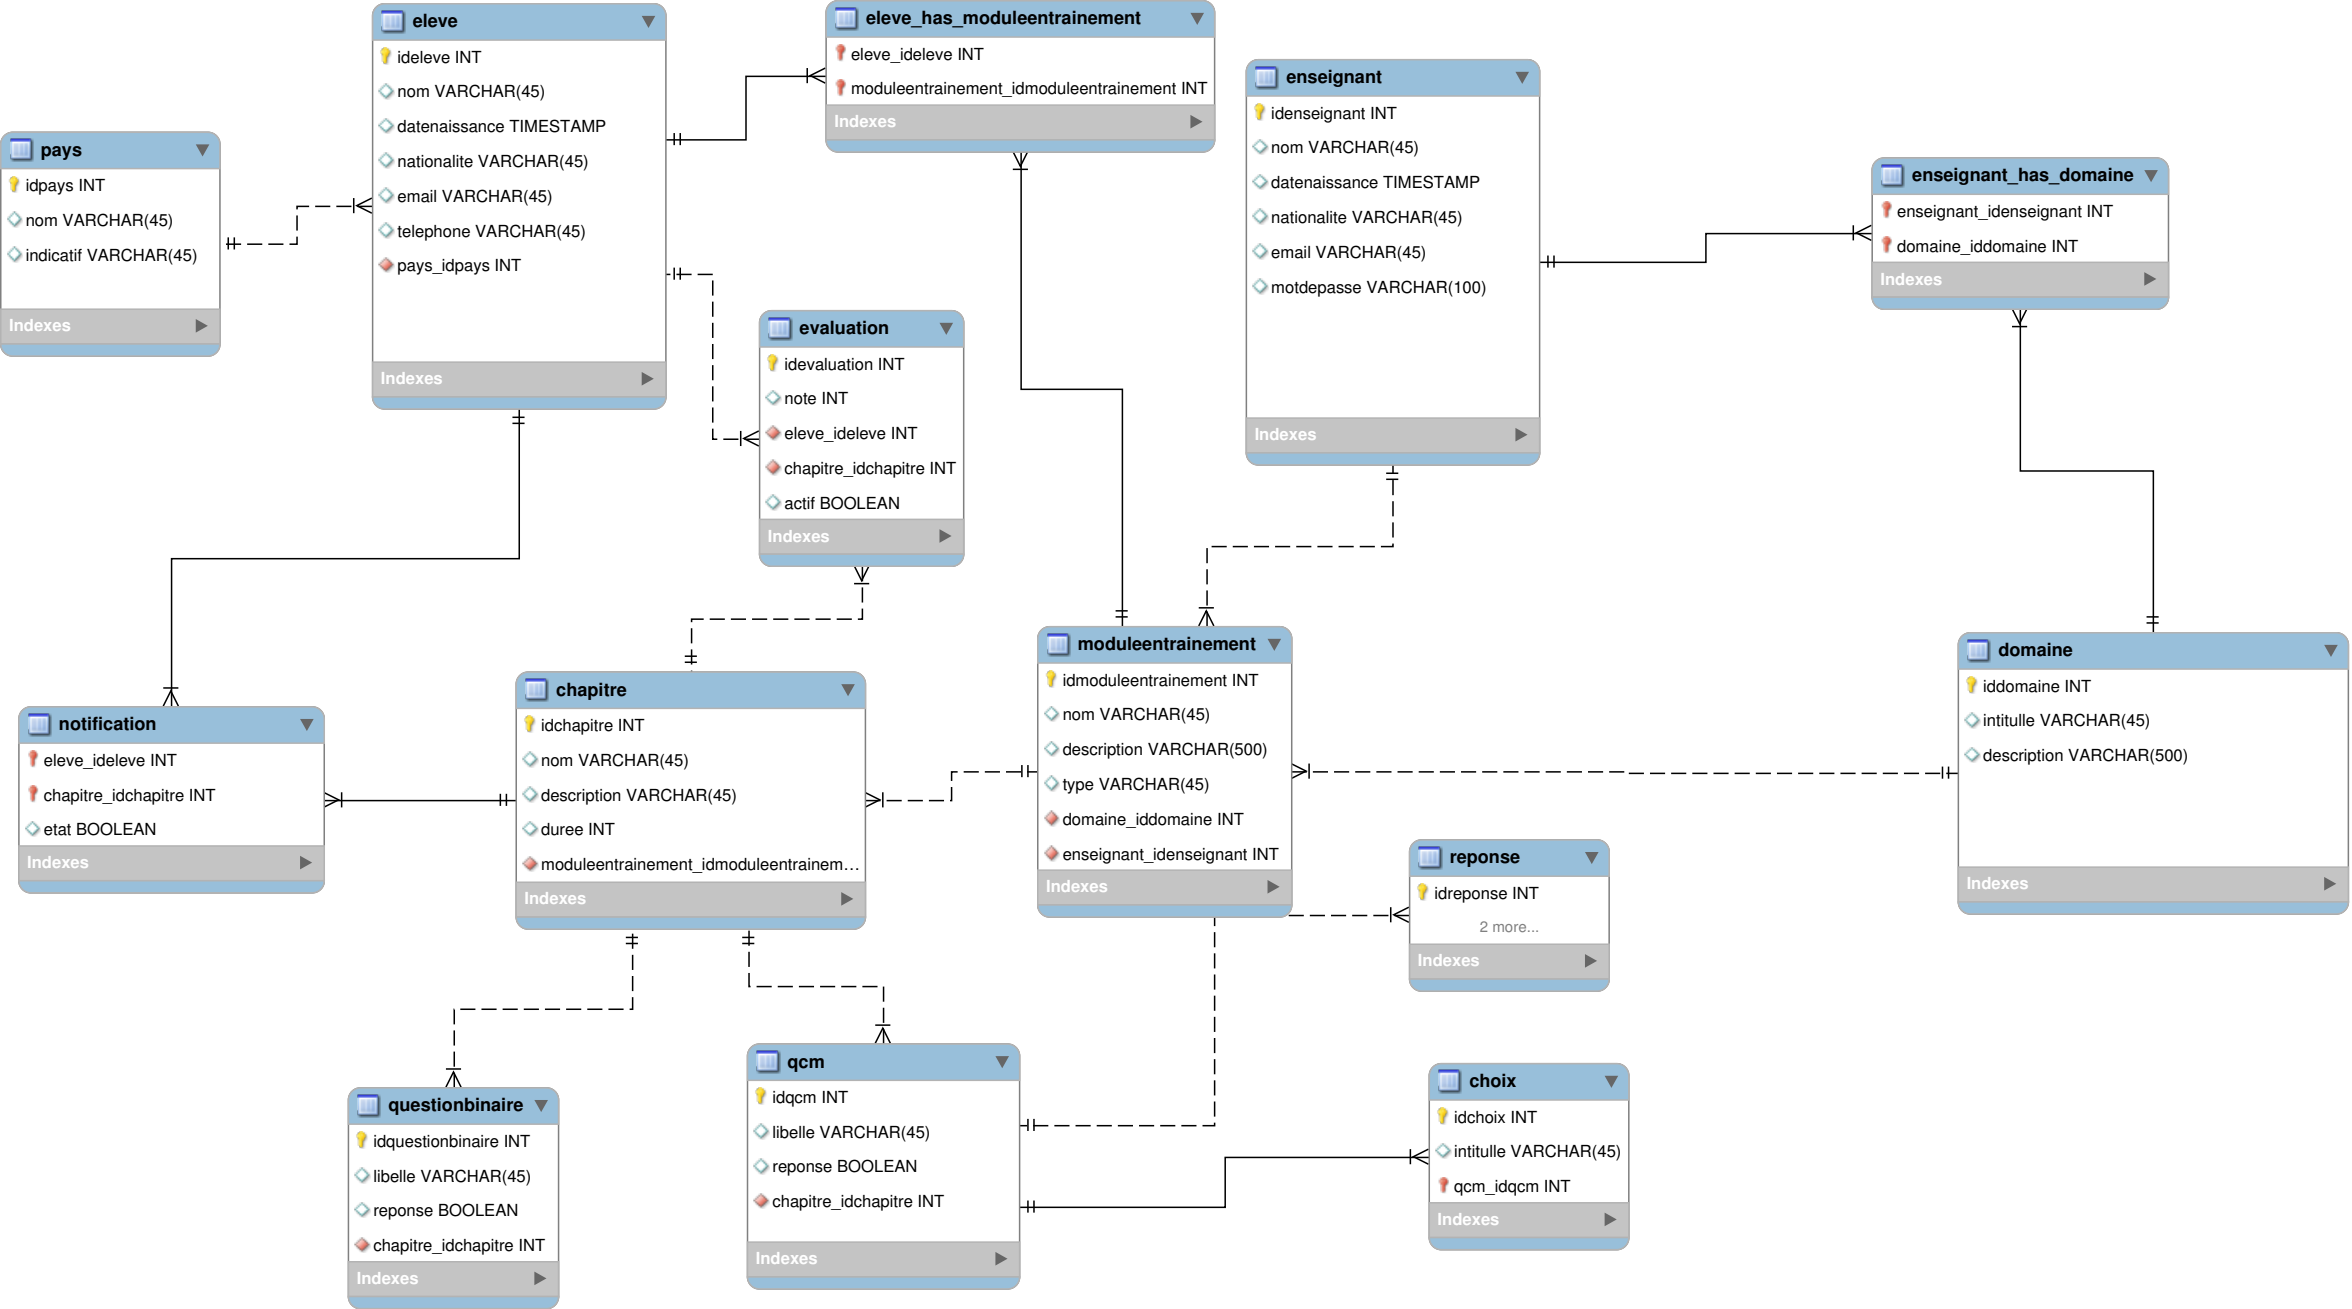 eleve
ideleve INT
nom VARCHAR(45)
datenaissance TIMESTAMP
nationalite VARCHAR(45)
email VARCHAR(45)
telephone VARCHAR(45)
pays_idpays INT
Indexes
eleve_has_moduleentrainement
eleve_ideleve INT
moduleentrainement_idmoduleentrainement INT
Indexes
enseignant
idenseignant INT
nom VARCHAR(45)
datenaissance TIMESTAMP
nationalite VARCHAR(45)
email VARCHAR(45)
motdepasse VARCHAR(100)
Indexes
pays
idpays INT
nom VARCHAR(45)
indicatif VARCHAR(45)
Indexes
enseignant_has_domaine
enseignant_idenseignant INT
domaine_iddomaine INT
Indexes
evaluation
idevaluation INT
note INT
eleve_ideleve INT
chapitre_idchapitre INT
actif BOOLEAN
Indexes
notification
eleve_ideleve INT
chapitre_idchapitre INT
etat BOOLEAN
Indexes
chapitre
idchapitre INT
nom VARCHAR(45)
description VARCHAR(45)
duree INT
moduleentrainement_idmoduleentrainem...
Indexes
moduleentrainement
idmoduleentrainement INT
nom VARCHAR(45)
description VARCHAR(500)
type VARCHAR(45)
domaine_iddomaine INT
enseignant_idenseignant INT
Indexes
domaine
iddomaine INT
intitulle VARCHAR(45)
description VARCHAR(500)
Indexes
reponse
idreponse INT
2 more...
Indexes
questionbinaire
idquestionbinaire INT
libelle VARCHAR(45)
reponse BOOLEAN
chapitre_idchapitre INT
Indexes
qcm
idqcm INT
libelle VARCHAR(45)
reponse BOOLEAN
chapitre_idchapitre INT
Indexes
choix
idchoix INT
intitulle VARCHAR(45)
qcm_idqcm INT
Indexes